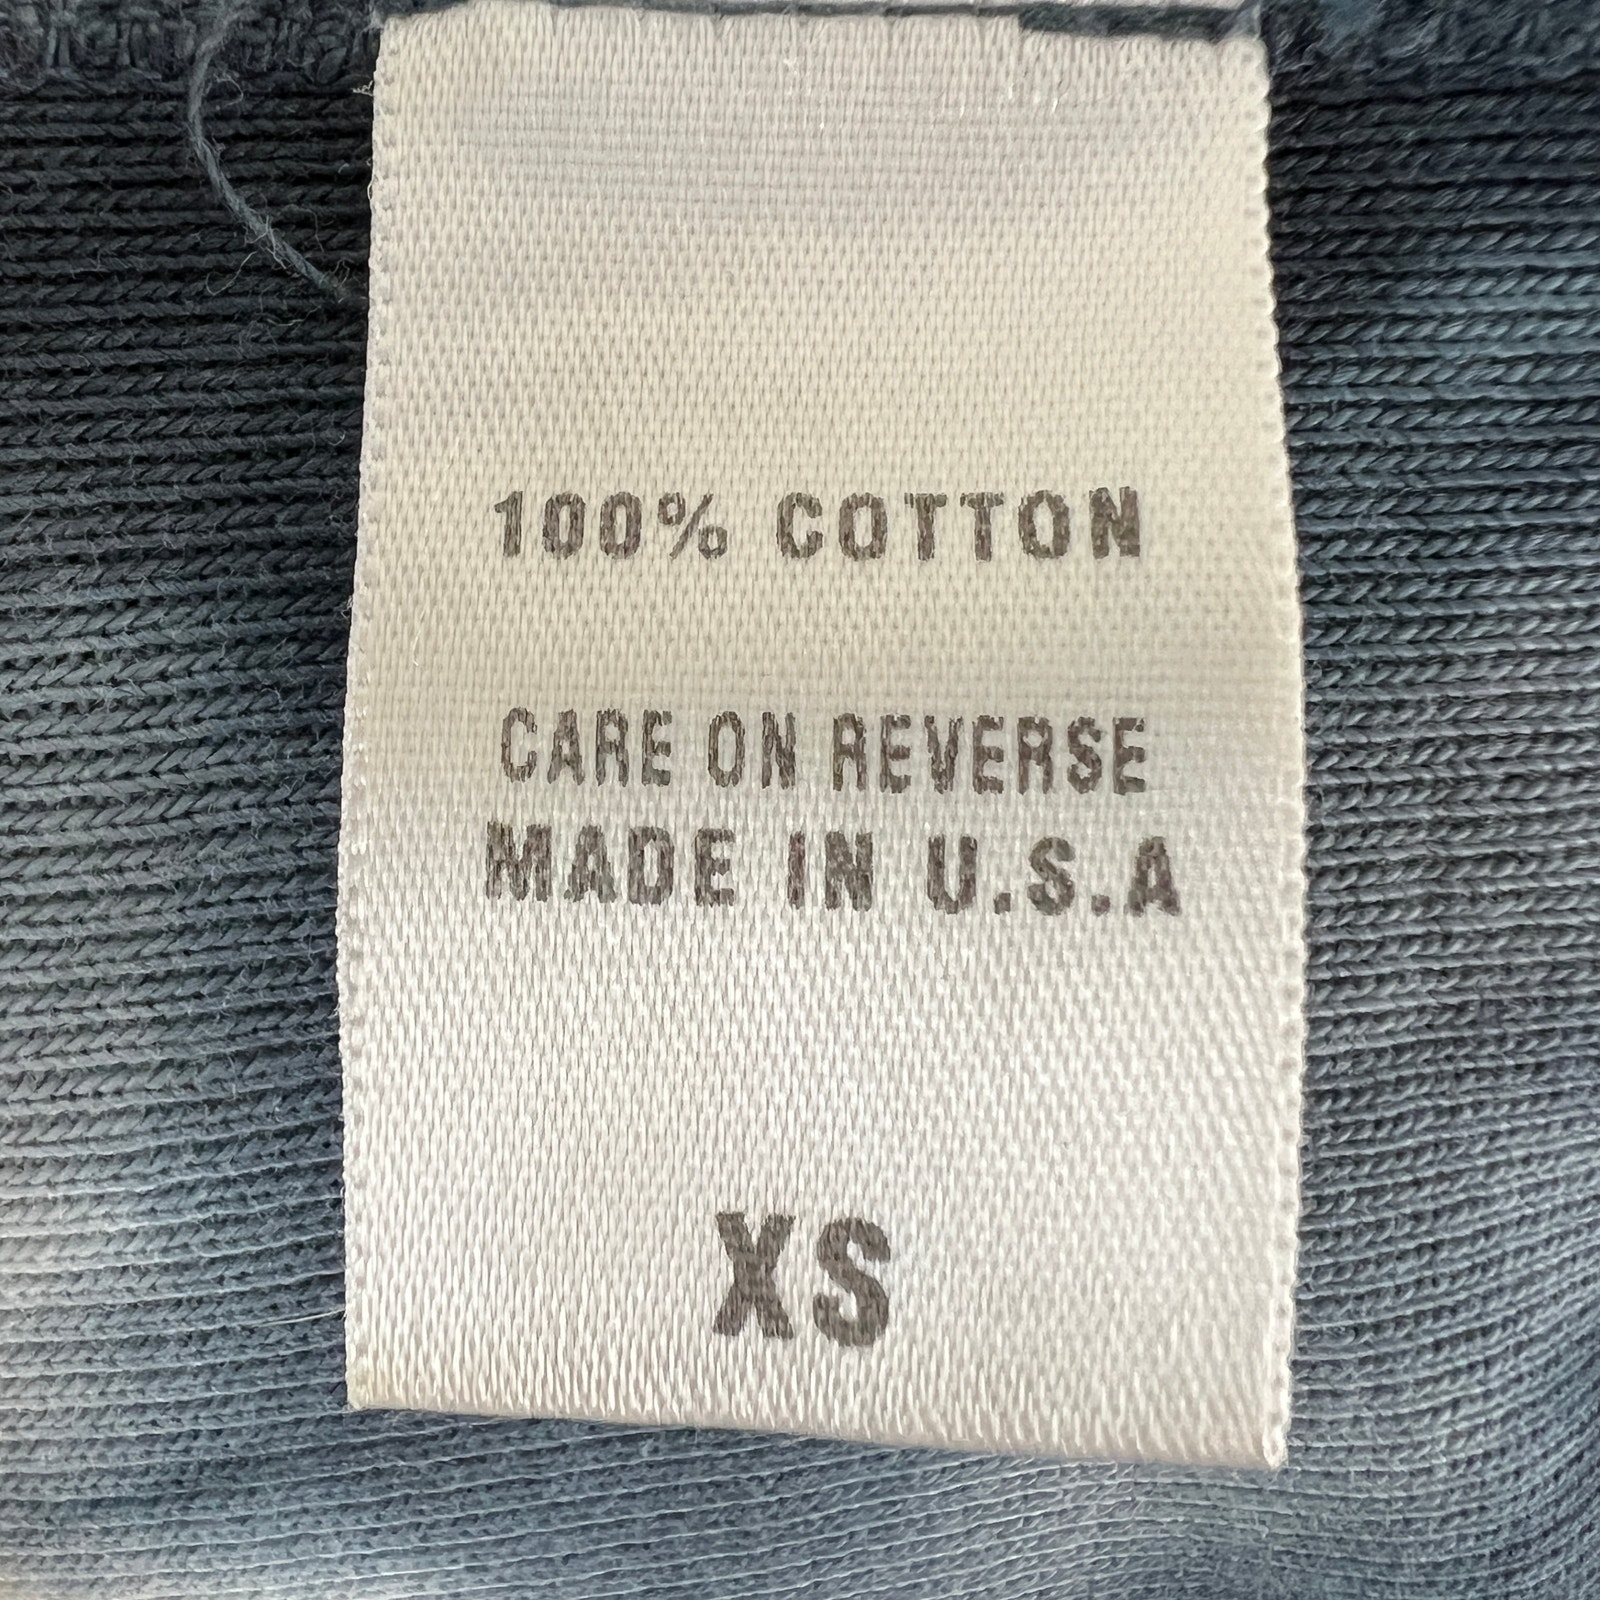 100% COTTON
CARE ON REVERSE
MADE IN U.S.A
XS